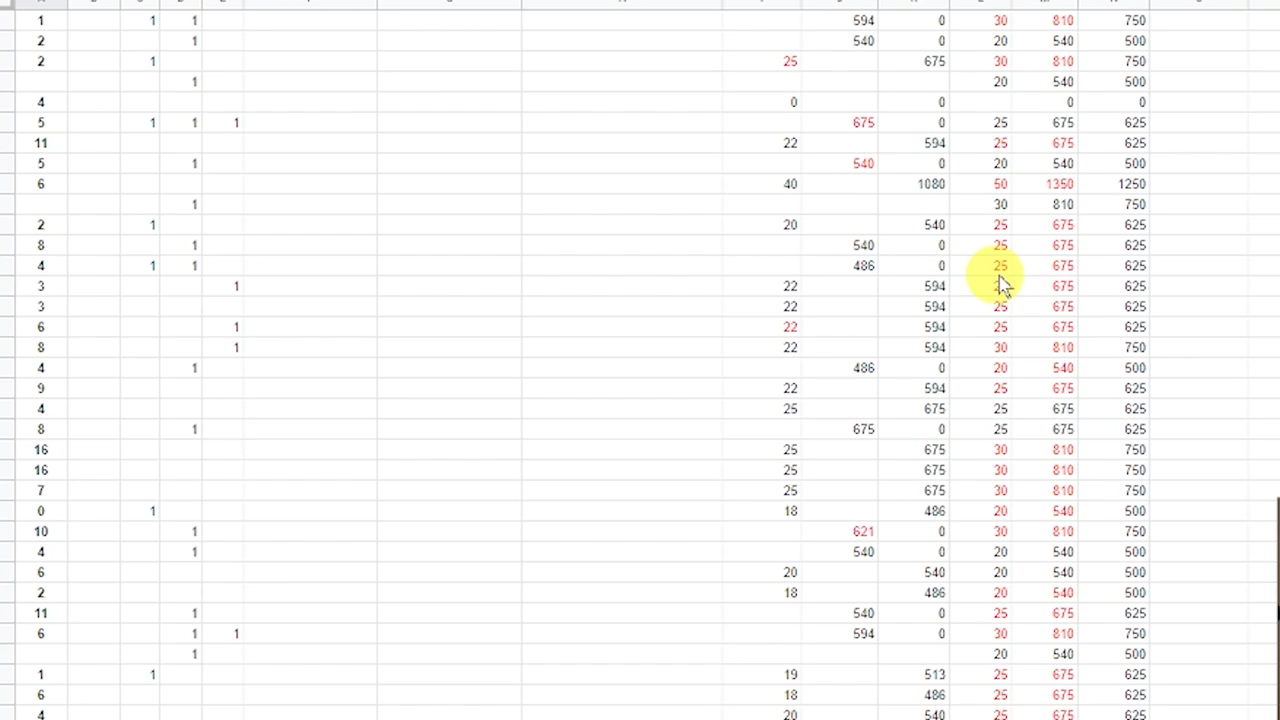 1 1 1 594 0 30 810 750
2 1 540 0 20 540 500
2 1 25 675 30 810 750
1 20 540 500
4 0 0 0 0
5 1 1 1 675 0 25 675 625
11 22 594 25 675 625
5 1 540 0 20 540 500
6 40 1080 50 1350 1250
1 30 810 750
2 1 20 540 25 675 625
8 1 540 0 25 675 625
4 1 1 486 0 25 675 625
3 1 22 594 675 625
3 22 594 25 675 625
6 1 22 594 25 675 625
8 1 22 594 30 810 750
4 1 486 0 20 540 500
9 22 594 25 675 625
4 25 675 25 675 625
8 1 675 0 25 675 625
16 25 675 30 810 750
16 25 675 30 810 750
7 25 675 30 810 750
0 1 18 486 20 540 500
10 1 621 0 30 810 750
4 1 540 0 20 540 500
6 20 540 20 540 500
2 18 486 20 540 500
11 1 540 0 25 675 625
6 1 1 594 0 30 810 750
1 20 540 500
1 1 19 513 25 675 625
6 18 486 25 675 625
4 20 540 25 675 625